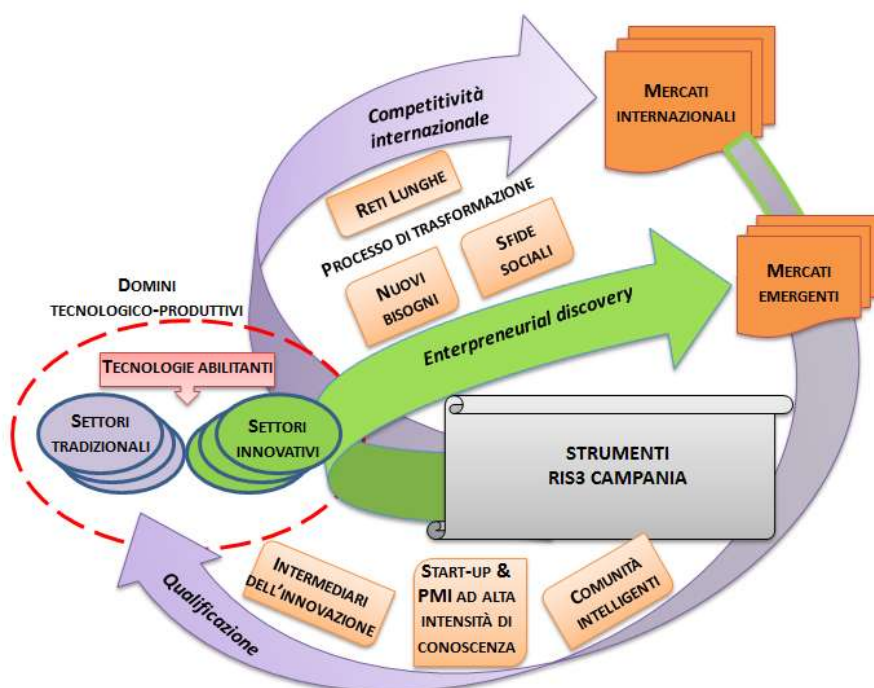 Competitività
internazionale
MERCATI
INTERNAZIONALI
RETI LUNGHE
PROCESSO DI TRASFORMAZIONE
SFIDE
SOCIALI
NUOVI
BISOGNI
MERCATI
EMERGENTI
Enterpreneurial discovery
DOMINI
TECNOLOGICO-PRODUTTIVI
TECNOLOGIE ABILITANTI
SETTORI
TRADIZIONALI
SETTORI
INNOVATIVI
STRUMENTI
RIS3 CAMPANIA
Qualificazione
INTERMEDIARI
DELL'INNOVAZIONE
START-UP &
PMI AD ALTA
INTENSITÀ DI
CONOSCENZA
COMUNITÀ
INTELLIGENTI